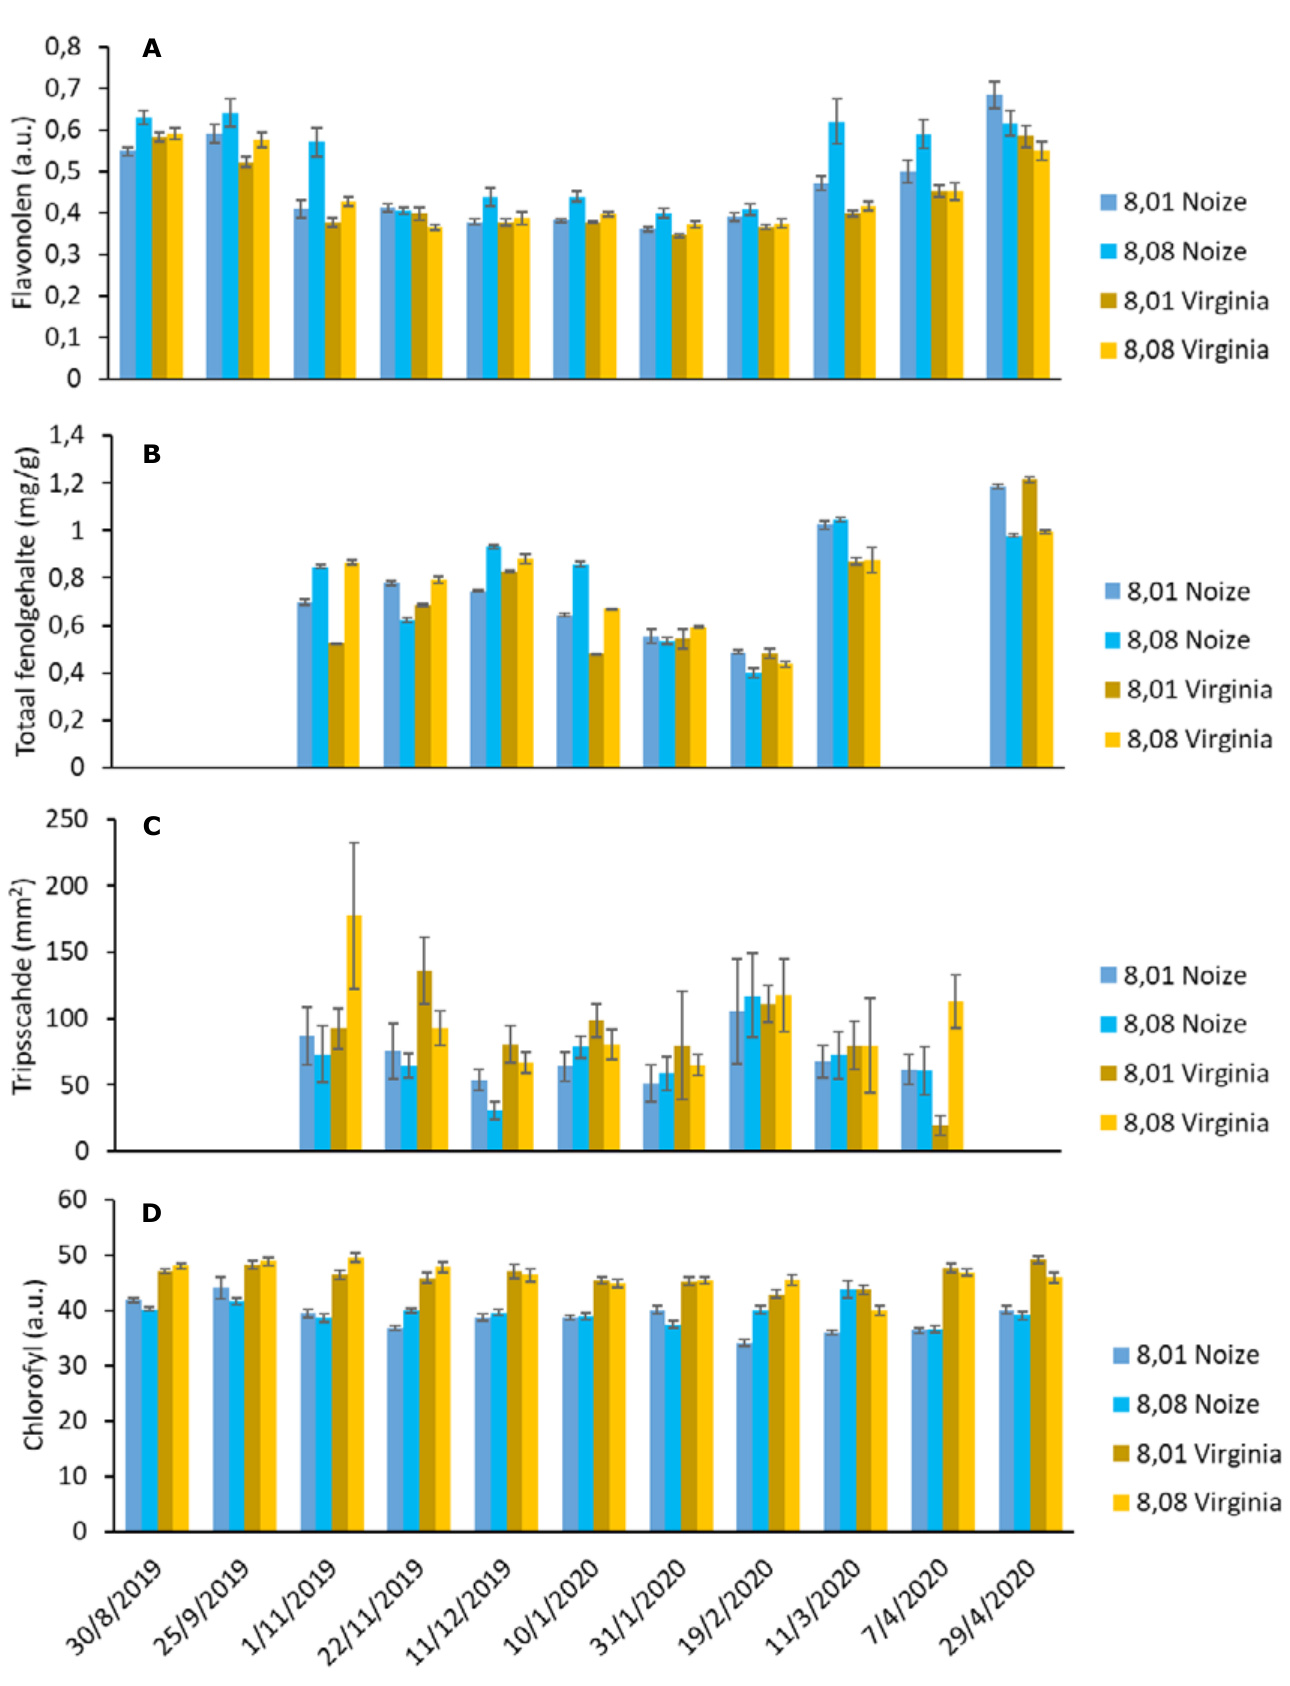 A
Flavonolen (a.u.)
0,8
0,7
0,6
0,5
0,4
0,3
0,2
0,1
0
8,01 Noize
8,08 Noize
8,01 Virginia
8,08 Virginia
B
Totaal fenolgehalte (mg/g)
1,4
1,2
1
0,8
0,6
0,4
0,2
0
8,01 Noize
8,08 Noize
8,01 Virginia
8,08 Virginia
C
Tripsscahde (mm²)
250
200
150
100
50
0
8,01 Noize
8,08 Noize
8,01 Virginia
8,08 Virginia
D
Chlorofyl (a.u.)
60
50
40
30
20
10
0
8,01 Noize
8,08 Noize
8,01 Virginia
8,08 Virginia
30/8/2019
25/9/2019
1/11/2019
22/11/2019
11/12/2019
10/1/2020
31/1/2020
19/2/2020
11/3/2020
7/4/2020
29/4/2020